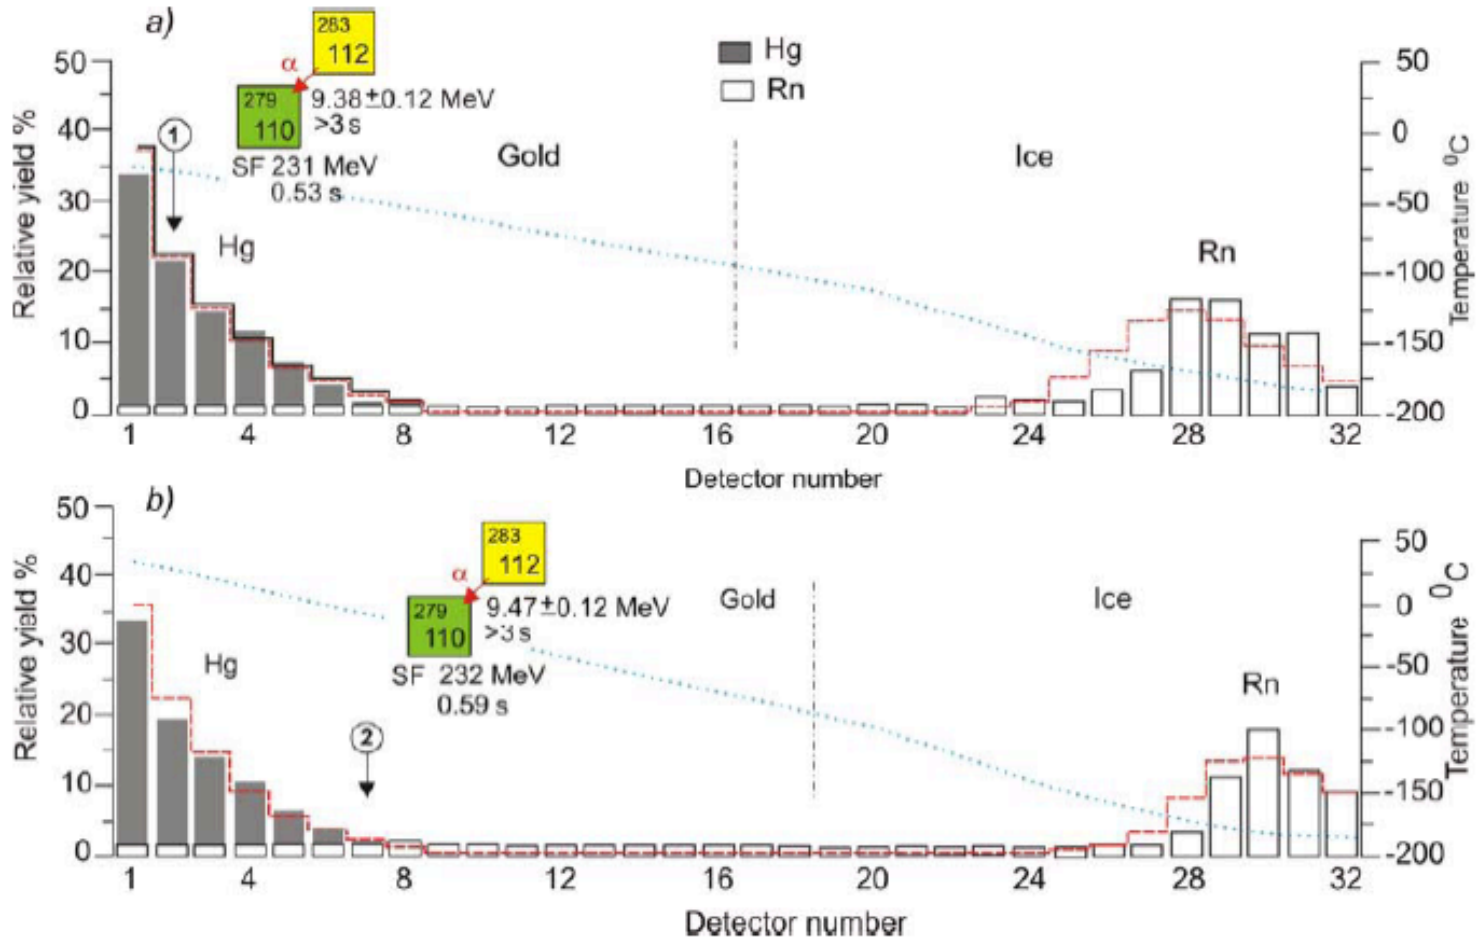 a)
283
112
α
279
110
9.38±0.12 MeV
>3 s
SF 231 MeV
0.53 s
1
Hg
Rn
Gold
Ice
Hg
Rn
Relative yield %
50
40
30
20
10
0
50
0
-50
-100
-150
-200
Temperature ⁰C
1
4
8
12
16
20
24
28
32
Detector number
b)
283
112
α
279
110
9.47±0.12 MeV
>3 s
SF 232 MeV
0.59 s
2
Gold
Ice
Hg
Rn
Relative yield %
50
40
30
20
10
0
50
0
-50
-100
-150
-200
Temperature ⁰C
1
4
8
12
16
20
24
28
32
Detector number